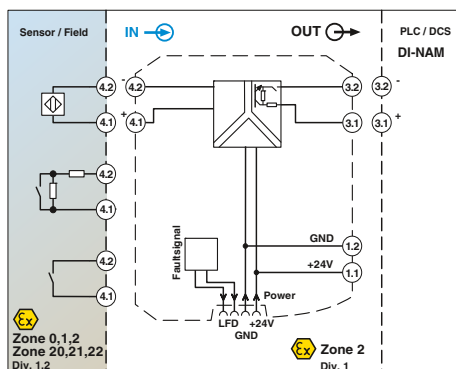 Sensor / Field
IN
OUT
PLC / DCS
DI-NAM
4.2
-
4.2
3.2
3.2
-
4.1
+
4.1
3.1
3.1
+
4.2
4.1
4.2
4.1
Faultsignal
GND
1.2
+24V
1.1
Power
LFD
+24V
GND
Ex
Zone 0,1,2
Zone 20,21,22
Div. 1,2
Ex
Zone 2
Div. 1